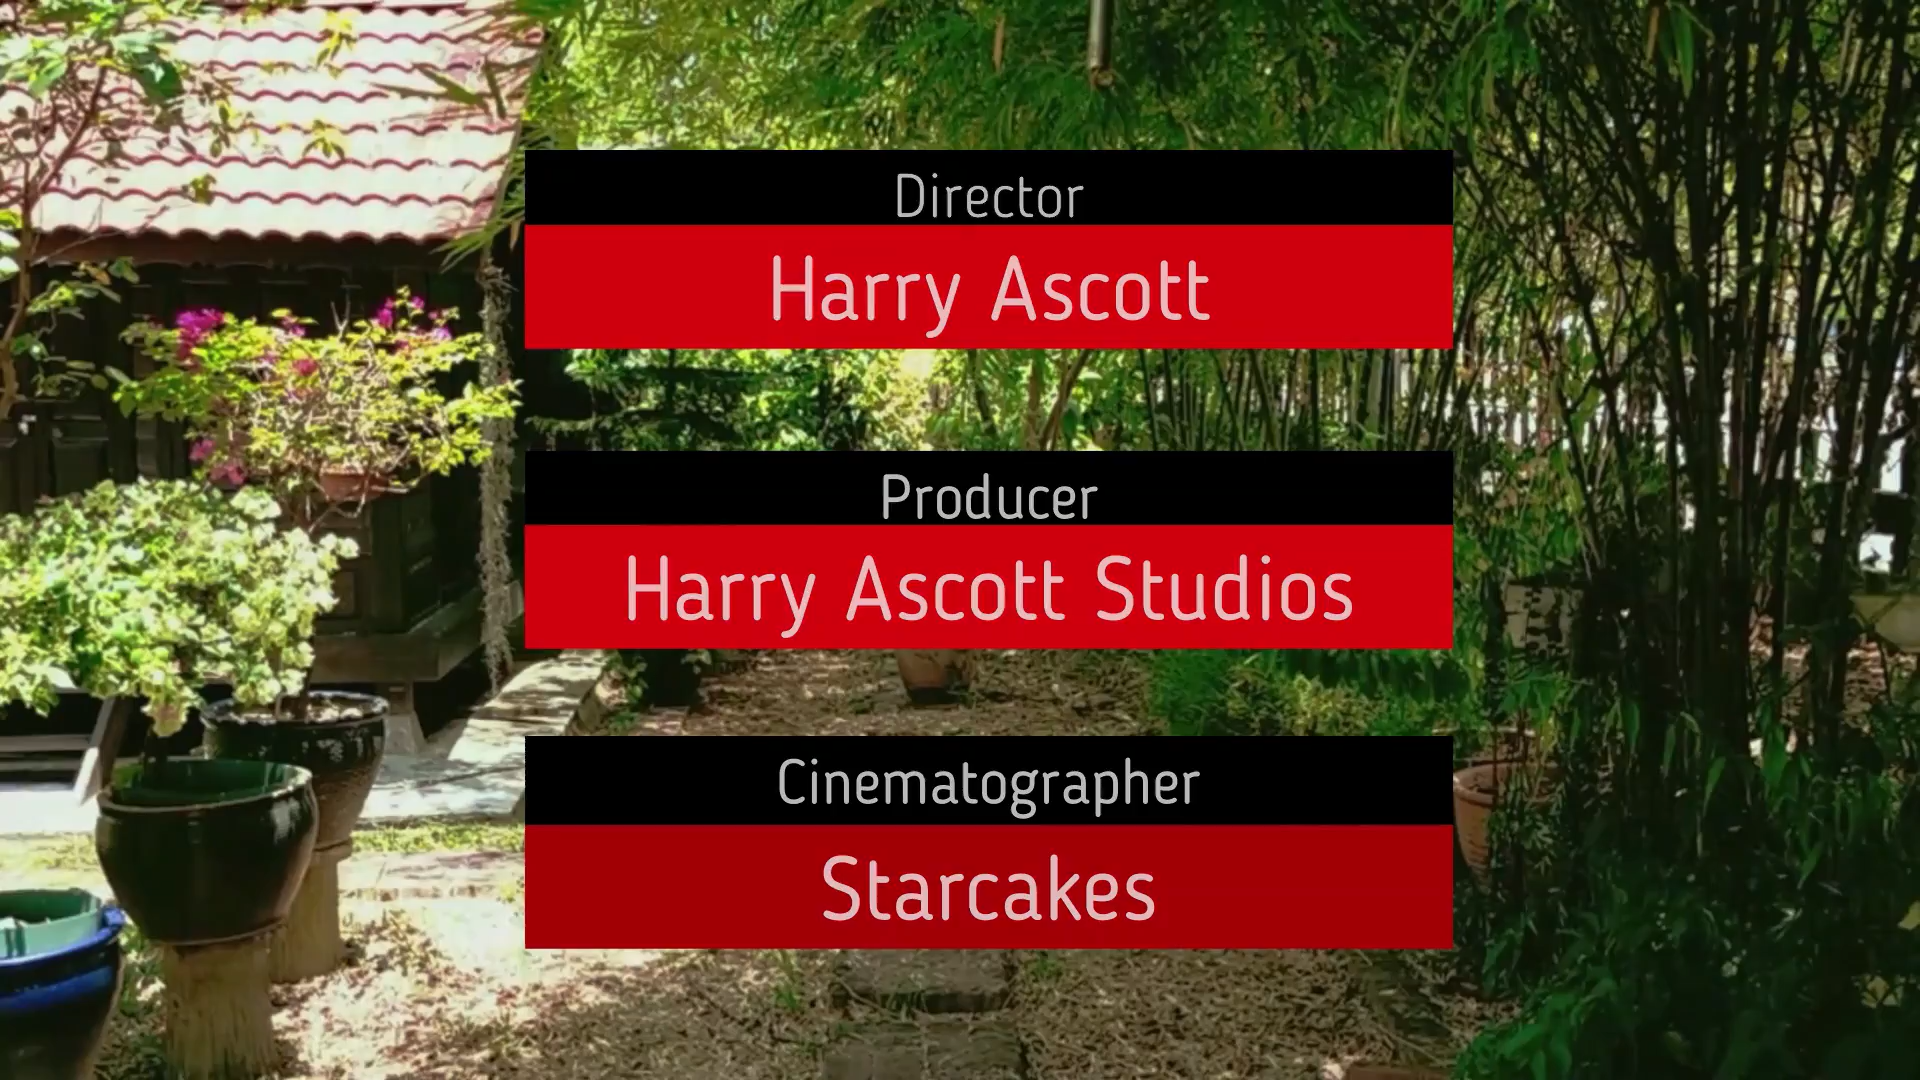 Director
Harry Ascott
Producer
Harry Ascott Studios
Cinematographer
Starcakes